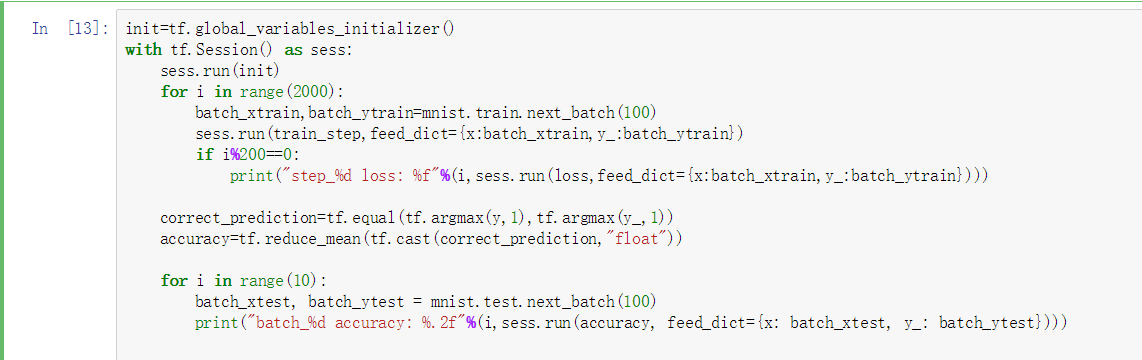 In [13]: init=tf.global_variables_initializer()
with tf.Session() as sess:
    sess.run(init)
    for i in range(2000):
        batch_xtrain,batch_ytrain=mnist.train.next_batch(100)
        sess.run(train_step,feed_dict={x:batch_xtrain,y_:batch_ytrain})
        if i%200==0:
            print("step_%d loss: %f"%(i,sess.run(loss,feed_dict={x:batch_xtrain,y_:batch_ytrain})))
    correct_prediction=tf.equal(tf.argmax(y,1),tf.argmax(y_,1))
    accuracy=tf.reduce_mean(tf.cast(correct_prediction,"float"))
    for i in range(10):
        batch_xtest, batch_ytest = mnist.test.next_batch(100)
        print("batch_%d accuracy: %.2f"%(i,sess.run(accuracy, feed_dict={x: batch_xtest, y_: batch_ytest})))